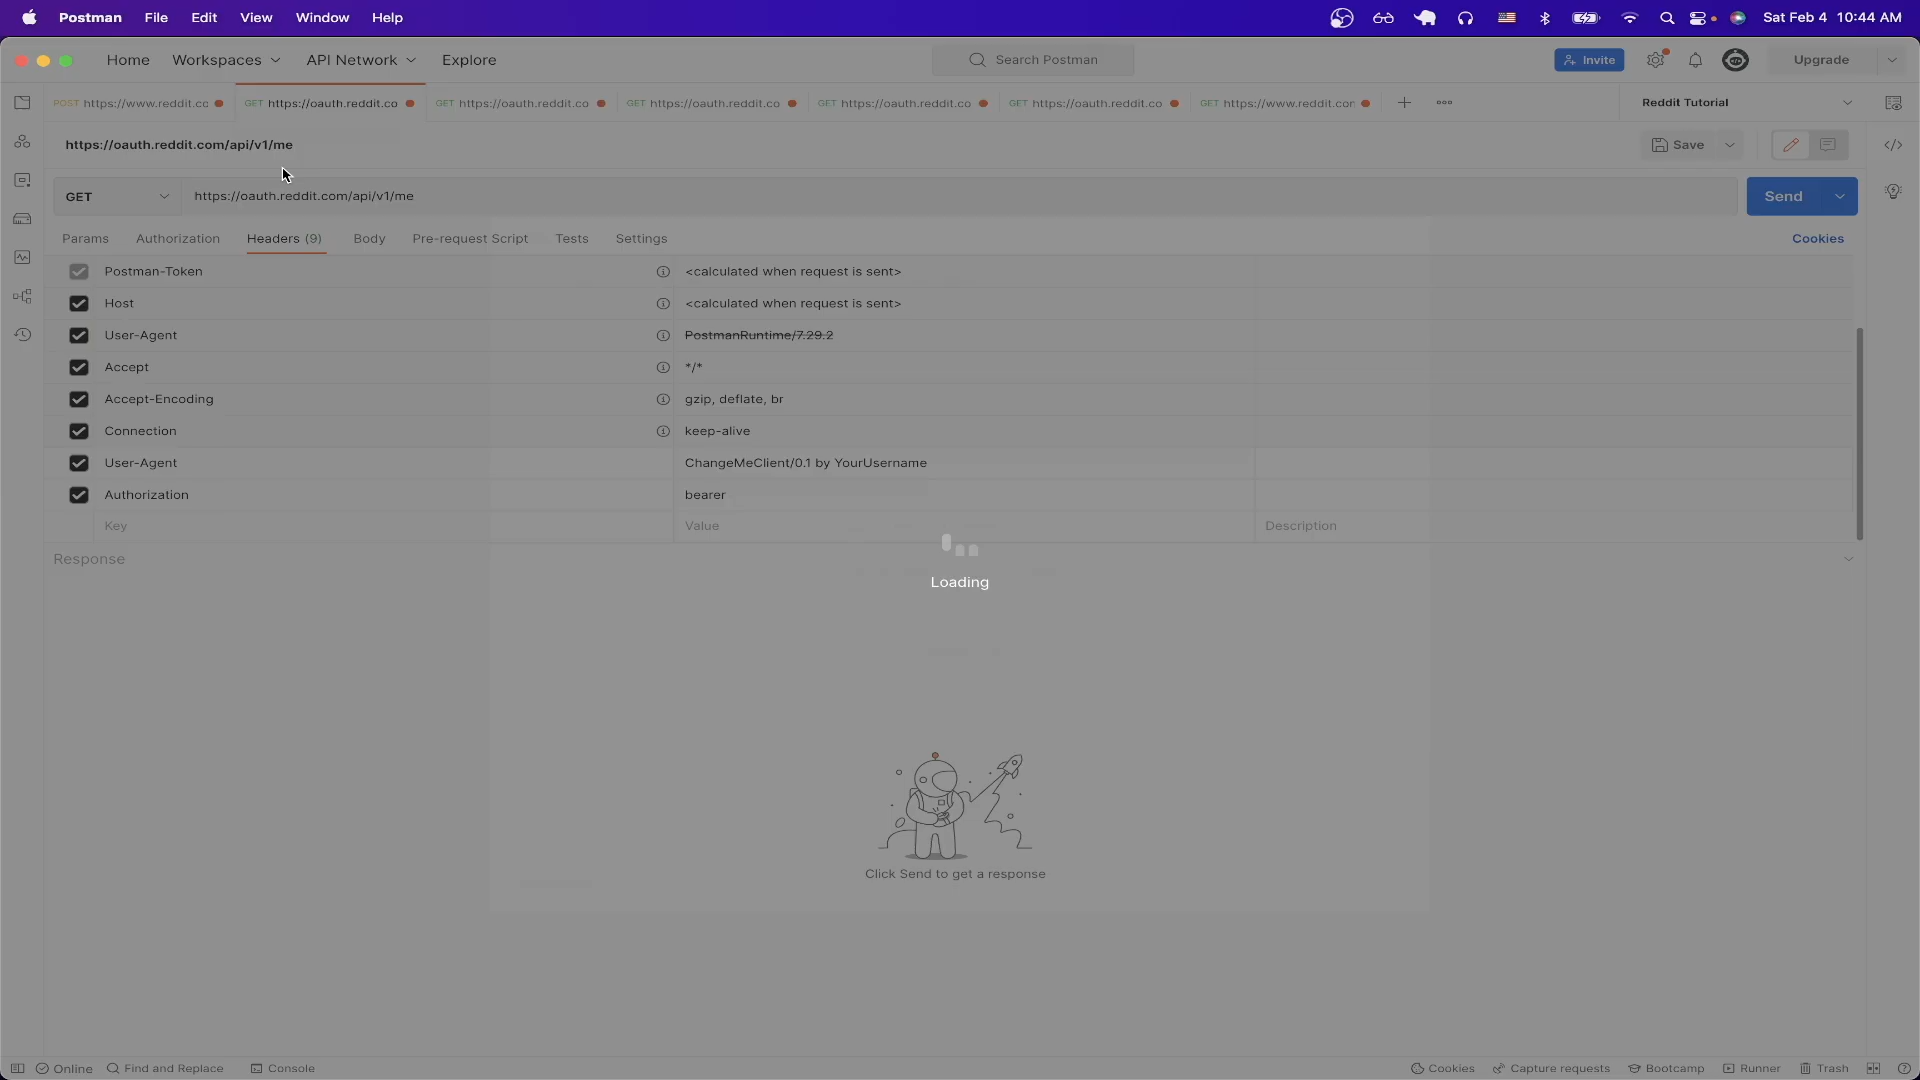 Postman File Edit View Window Help Sat Feb 4 10:44 AM
Home Workspaces API Network Explore Search Postman Invite Upgrade
POST https://www.reddit.cc GET https://oauth.reddit.co GET https://oauth.reddit.co GET https://oauth.reddit.co GET https://oauth.reddit.co GET https://oauth.reddit.co GET https://www.reddit.con + Reddit Tutorial
https://oauth.reddit.com/api/v1/me Save
GET https://oauth.reddit.com/api/v1/me Send
Params Authorization Headers (9) Body Pre-request Script Tests Settings Cookies
Postman-Token <calculated when request is sent>
Host <calculated when request is sent>
User-Agent PostmanRuntime/7.29.2
Accept */*
Accept-Encoding gzip, deflate, br
Connection keep-alive
User-Agent ChangeMeClient/0.1 by YourUsername
Authorization bearer
Key Value Description
Response
Loading
Click Send to get a response
Online Find and Replace Console Cookies Capture requests Bootcamp Runner Trash